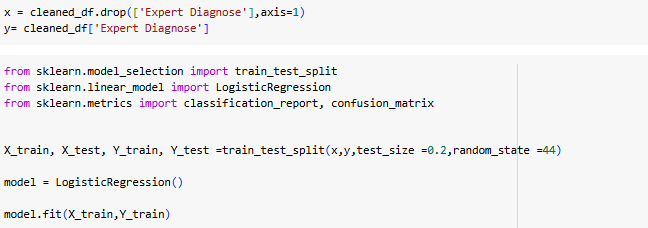 x = cleaned_df.drop(['Expert Diagnose'],axis=1)
y= cleaned_df['Expert Diagnose']
from sklearn.model_selection import train_test_split
from sklearn.linear_model import LogisticRegression
from sklearn.metrics import classification_report, confusion_matrix
X_train, X_test, Y_train, Y_test =train_test_split(x,y,test_size =0.2,random_state =44)
model = LogisticRegression()
model.fit(X_train,Y_train)